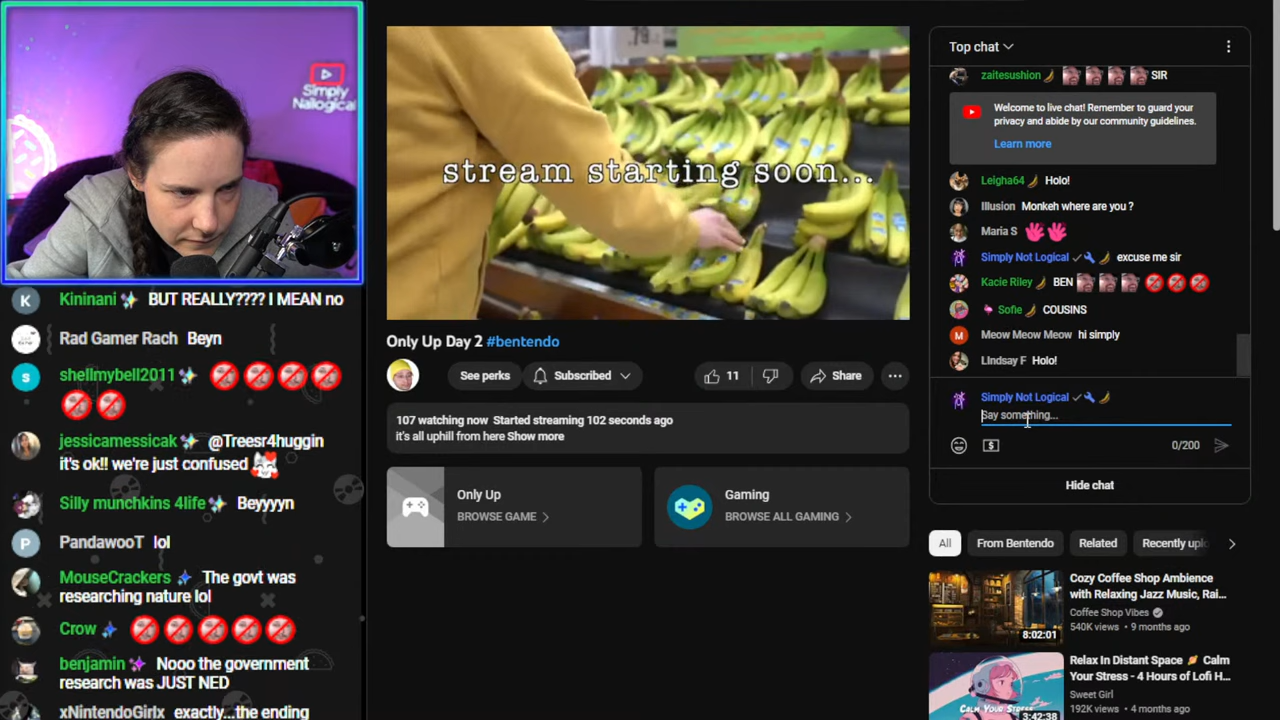 Simply
Nailogical
Kininani BUT REALLY???? I MEAN no
Rad Gamer Rach Beyn
shellmybell2011
jessicamessicak @Treesr4huggin
it's ok!! we're just confused
Silly munchkins 4life Beyyyyn
PandawooT lol
MouseCrackers The govt was
researching nature lol
Crow
benjamin Nooo the government
research was JUST NED
xNintendoGirlx exactly...the ending
stream starting soon...
Only Up Day 2 #bentendo
See perks
Subscribed
11
Share
107 watching now Started streaming 102 seconds ago
it's all uphill from here Show more
Only Up
BROWSE GAME
Gaming
BROWSE ALL GAMING
Top chat
zaitesushion SIR
Welcome to live chat! Remember to guard your
privacy and abide by our community guidelines.
Learn more
Leigha64 Holo!
Illusion Monkeh where are you ?
Maria S
Simply Not Logical excuse me sir
Kacie Riley BEN
Sofie COUSINS
Meow Meow Meow hi simply
LIndsay F Holo!
Simply Not Logical
Say something...
0/200
Hide chat
All
From Bentendo
Related
Recently uplo
Cozy Coffee Shop Ambience
with Relaxing Jazz Music, Rai...
Coffee Shop Vibes
540K views • 9 months ago
8:02:01
Relax In Distant Space Calm
Your Stress - 4 Hours of Lofi H...
Sweet Girl
192K views • 4 months ago
CALM YOUR STRESS
3:42:38